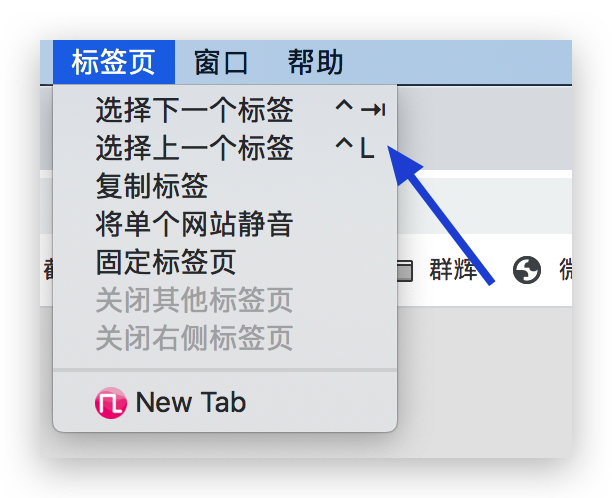 标签页 窗口 帮助
选择下一个标签 ^⇥
选择上一个标签 ^L
复制标签
将单个网站静音
固定标签页
群辉
关闭其他标签页
关闭右侧标签页
New Tab